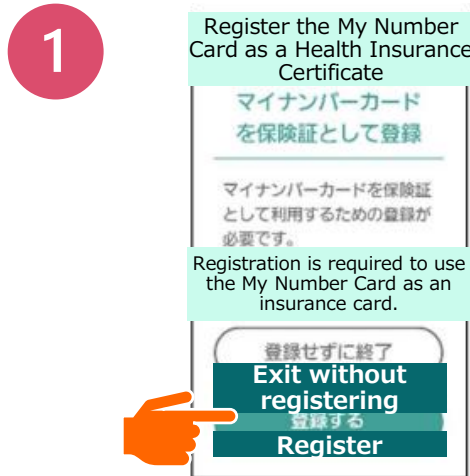 1
Register the My Number
Card as a Health Insurance
Certificate
マイナンバーカード
を保険証として登録
マイナンバーカードを保険証
として利用するための登録が
必要です。
Registration is required to use
the My Number Card as an
insurance card.
登録せずに終了
Exit without
registering
登録する
Register